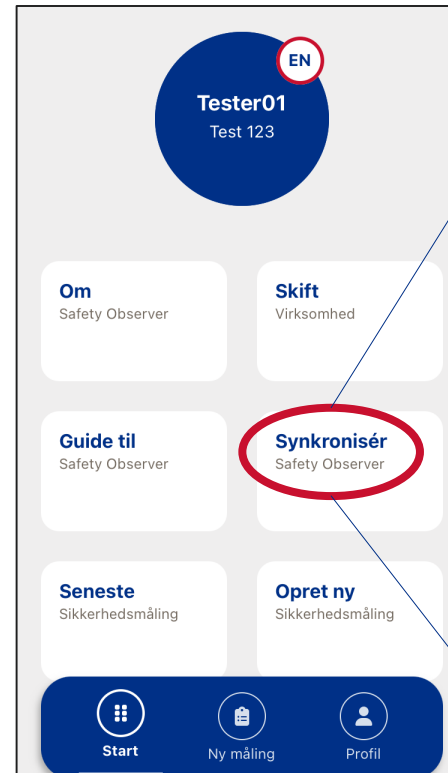 EN
Tester01
Test 123
Om
Safety Observer
Skift
Virksomhed
Guide til
Safety Observer
Synkronisér
Safety Observer
Seneste
Sikkerhedsmåling
Opret ny
Sikkerhedsmåling
Start
Ny måling
Profil